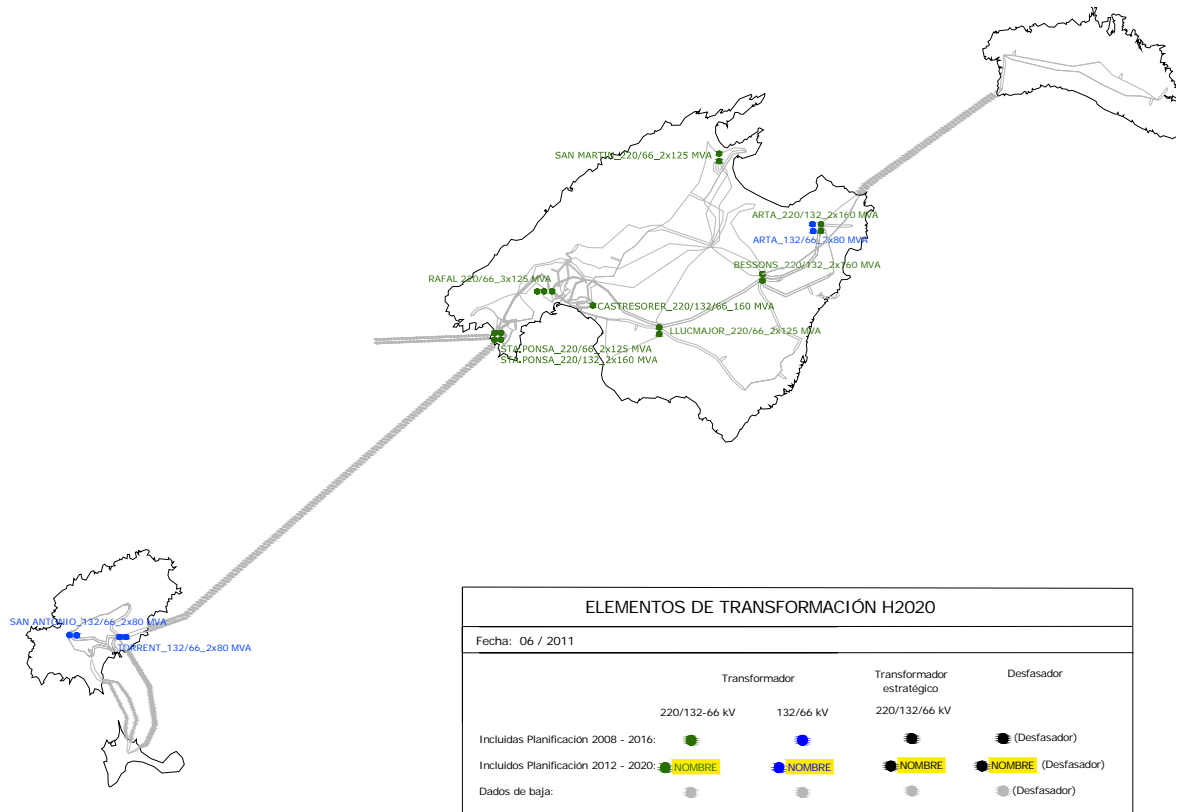 SAN MARTIN_220/66_2x125 MVA
ARTA_220/132_2x160 MVA
ARTA_132/66_2x80 MVA
BESSONS_220/132_2x160 MVA
RAFAL_220/66_3x125 MVA
CASTRESORER_220/132/66_160 MVA
LLUCMAJOR_220/66_2x125 MVA
STA.PONSA_220/66_2x125 MVA
STA.PONSA_220/132_2x160 MVA
SAN ANTONIO_132/66_2x80 MVA
TORRENT_132/66_2x80 MVA
ELEMENTOS DE TRANSFORMACIÓN H2020
Fecha: 06 / 2011
Transformador
Transformador estratégico
Desfasador
220/132-66 kV
132/66 kV
220/132/66 kV
Incluidas Planificación 2008 - 2016:
(Desfasador)
Incluidos Planificación 2012 - 2020:
NOMBRE
NOMBRE
NOMBRE
NOMBRE
(Desfasador)
Dados de baja:
(Desfasador)